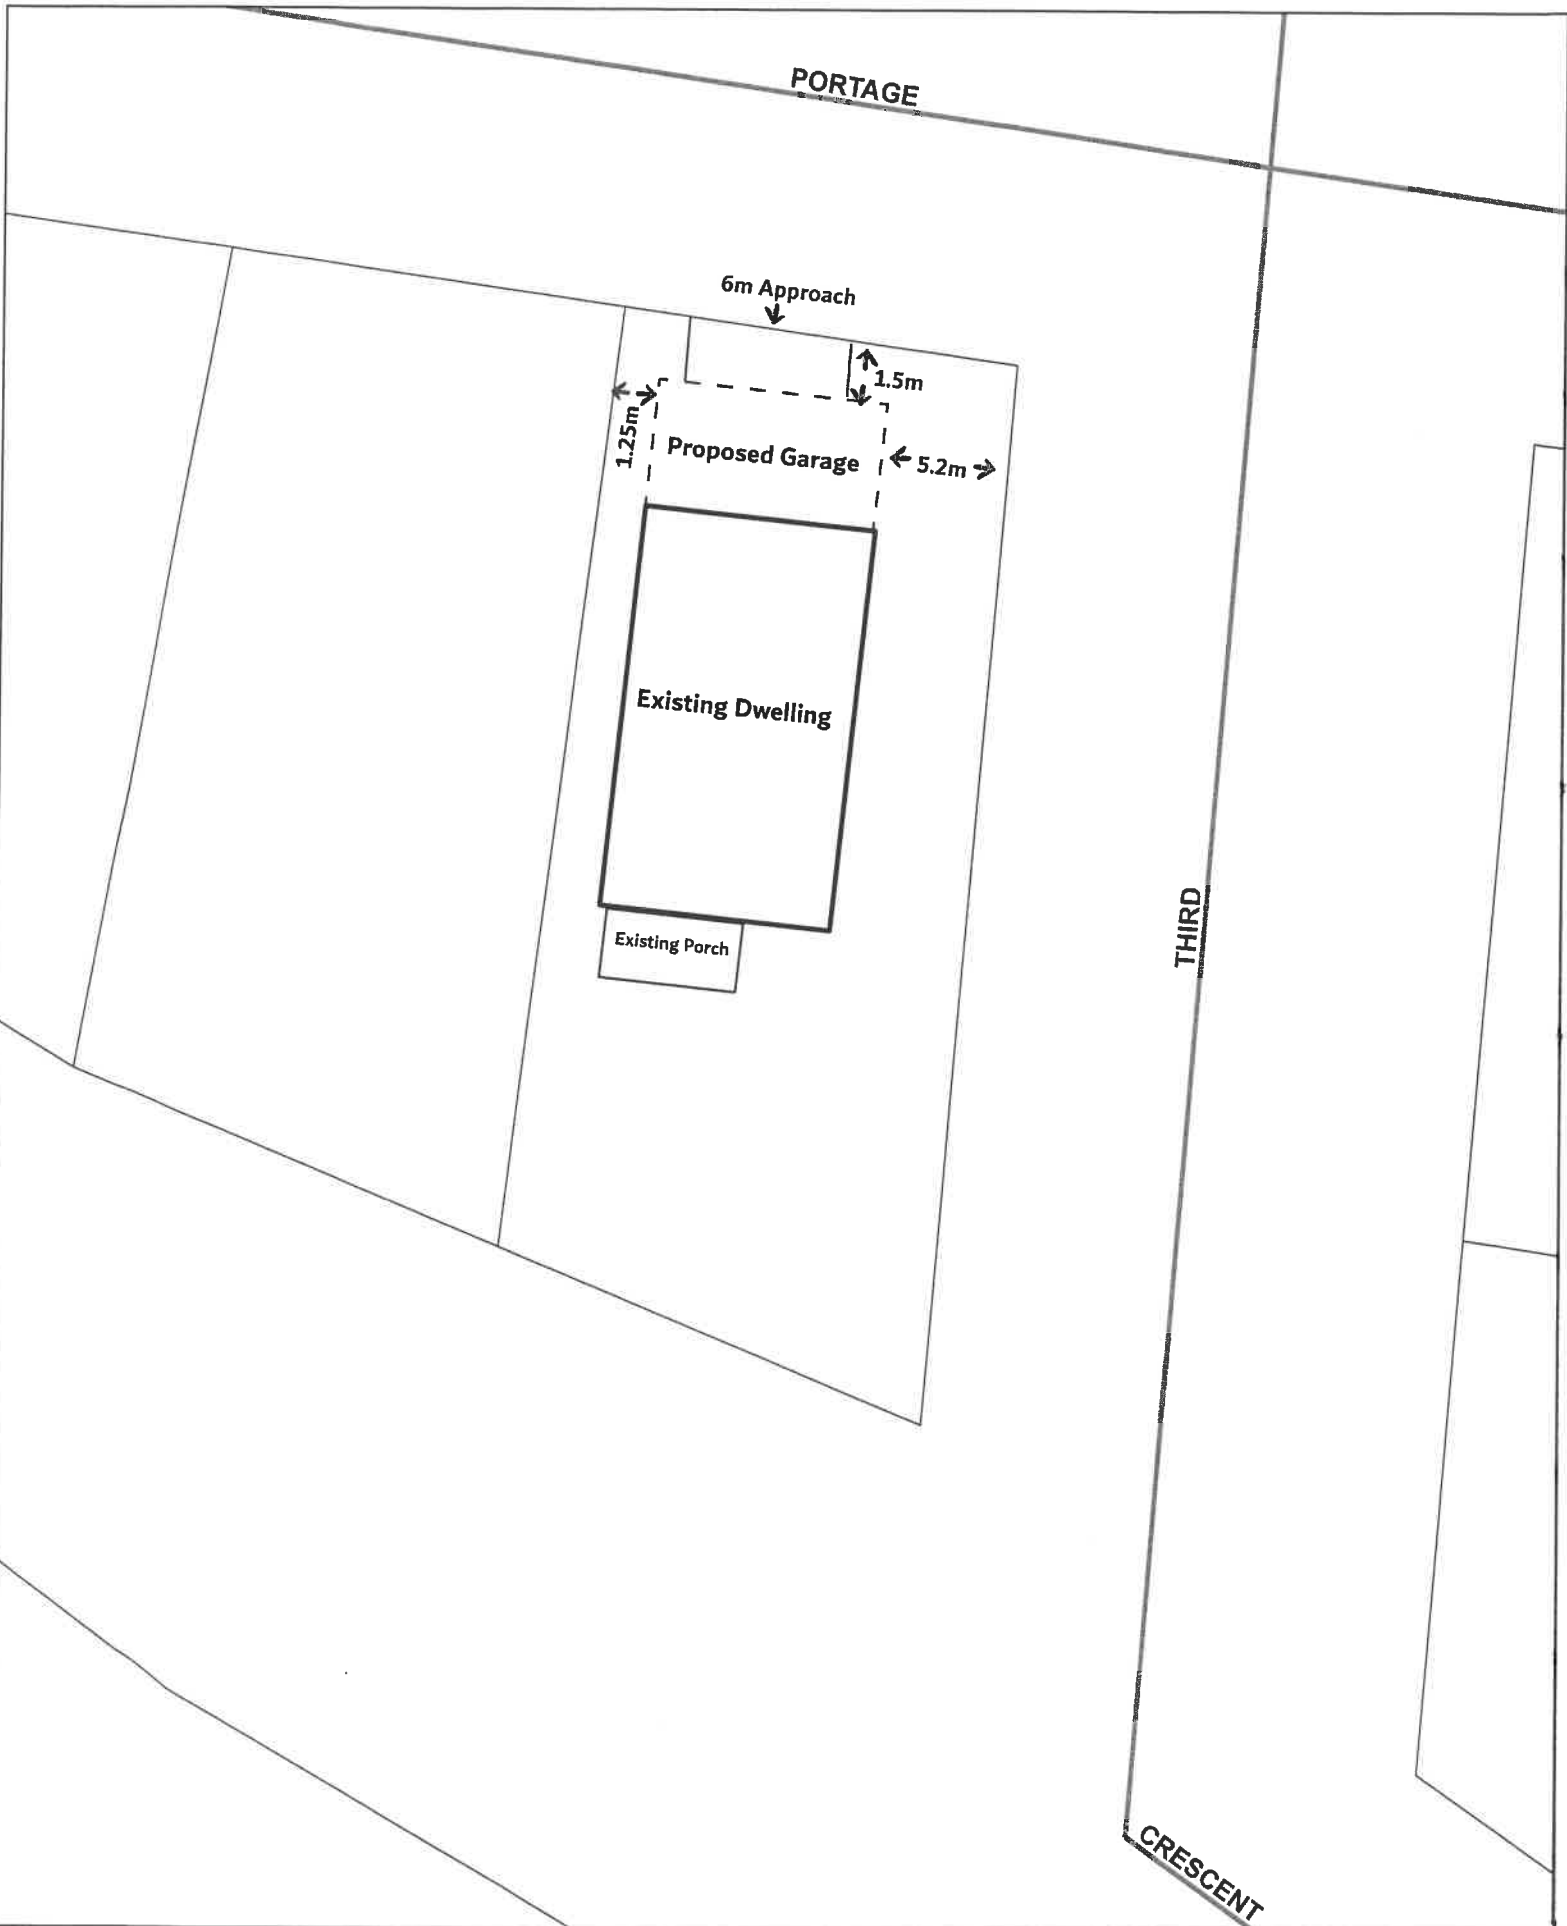 PORTAGE
6m Approach
1.5m
1.25m
Proposed Garage
5.2m
Existing Dwelling
THIRD
Existing Porch
CRESCENT